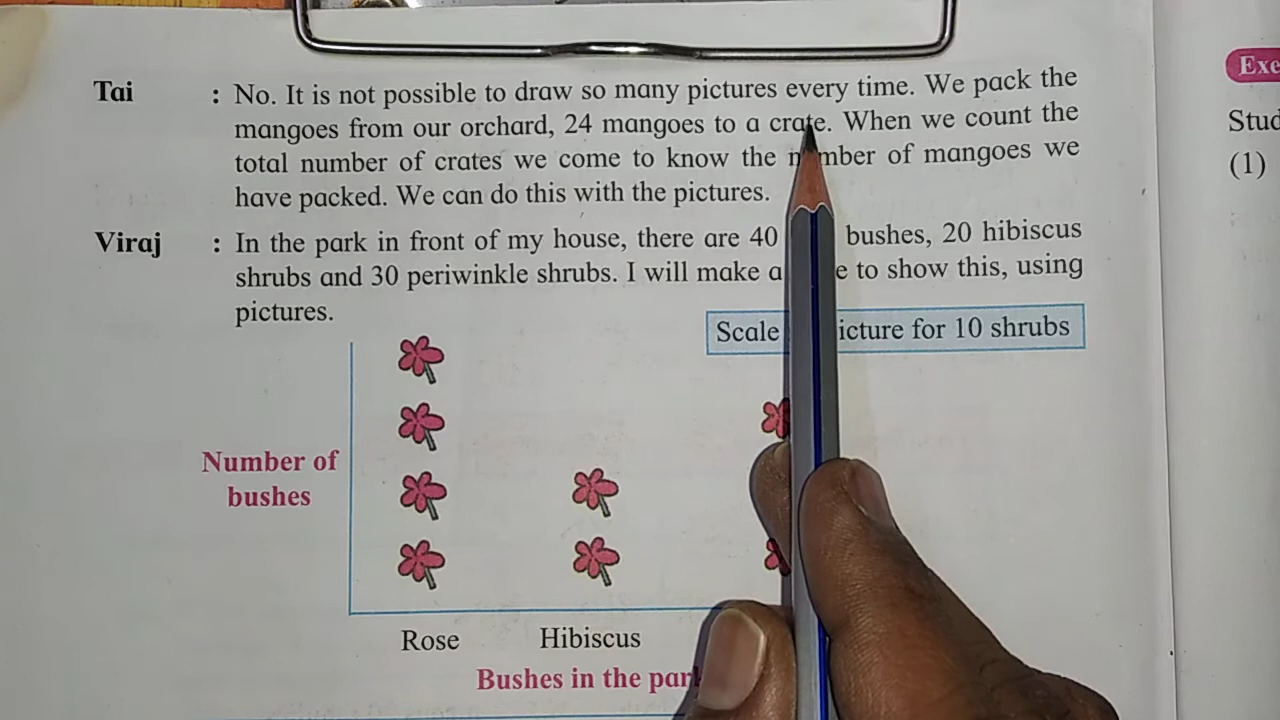 Tai : No. It is not possible to draw so many pictures every time. We pack the
mangoes from our orchard, 24 mangoes to a crate. When we count the
total number of crates we come to know the number of mangoes we
have packed. We can do this with the pictures.
Viraj : In the park in front of my house, there are 40 bushes, 20 hibiscus
shrubs and 30 periwinkle shrubs. I will make a to show this, using
pictures.
Scale picture for 10 shrubs
Number of
bushes
Rose Hibiscus
Bushes in the park
Exe
Stud
(1)